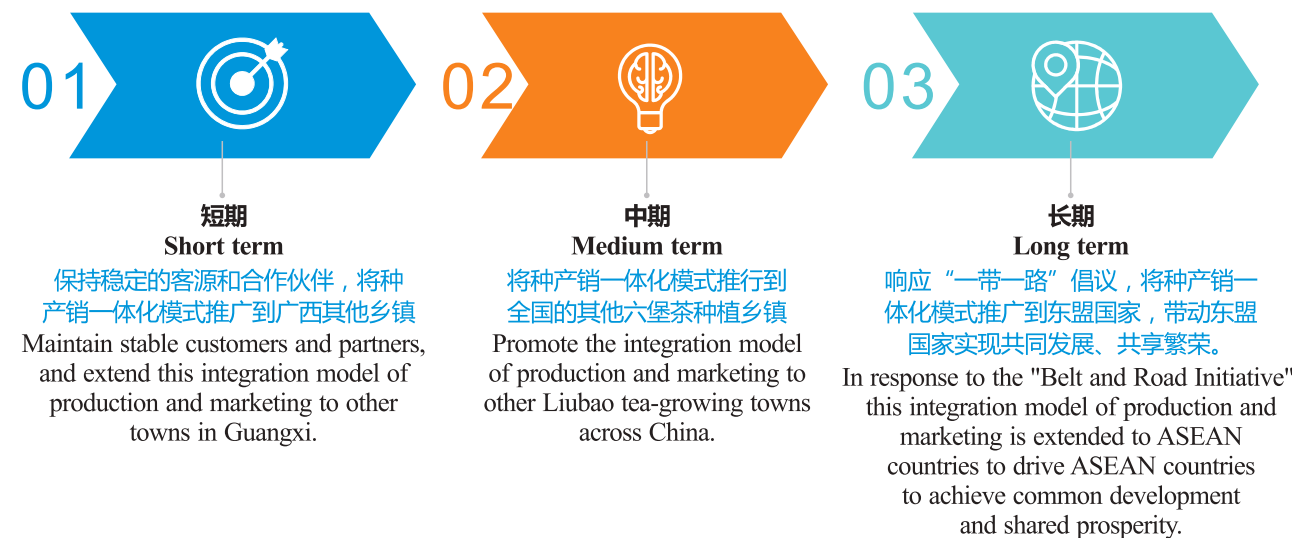 01
短期
Short term
保持稳定的客源和合作伙伴，将种
产销一体化模式推广到广西其他乡镇
Maintain stable customers and partners,
and extend this integration model of
production and marketing to other
towns in Guangxi.
02
中期
Medium term
将种产销一体化模式推行到
全国的其他六堡茶种植乡镇
Promote the integration model
of production and marketing to
other Liubao tea-growing towns
across China.
03
长期
Long term
响应“一带一路”倡议，将种产销一
体化模式推广到东盟国家，带动东盟
国家实现共同发展、共享繁荣。
In response to the "Belt and Road Initiative"
this integration model of production and
marketing is extended to ASEAN
countries to drive ASEAN countries
to achieve common development
and shared prosperity.